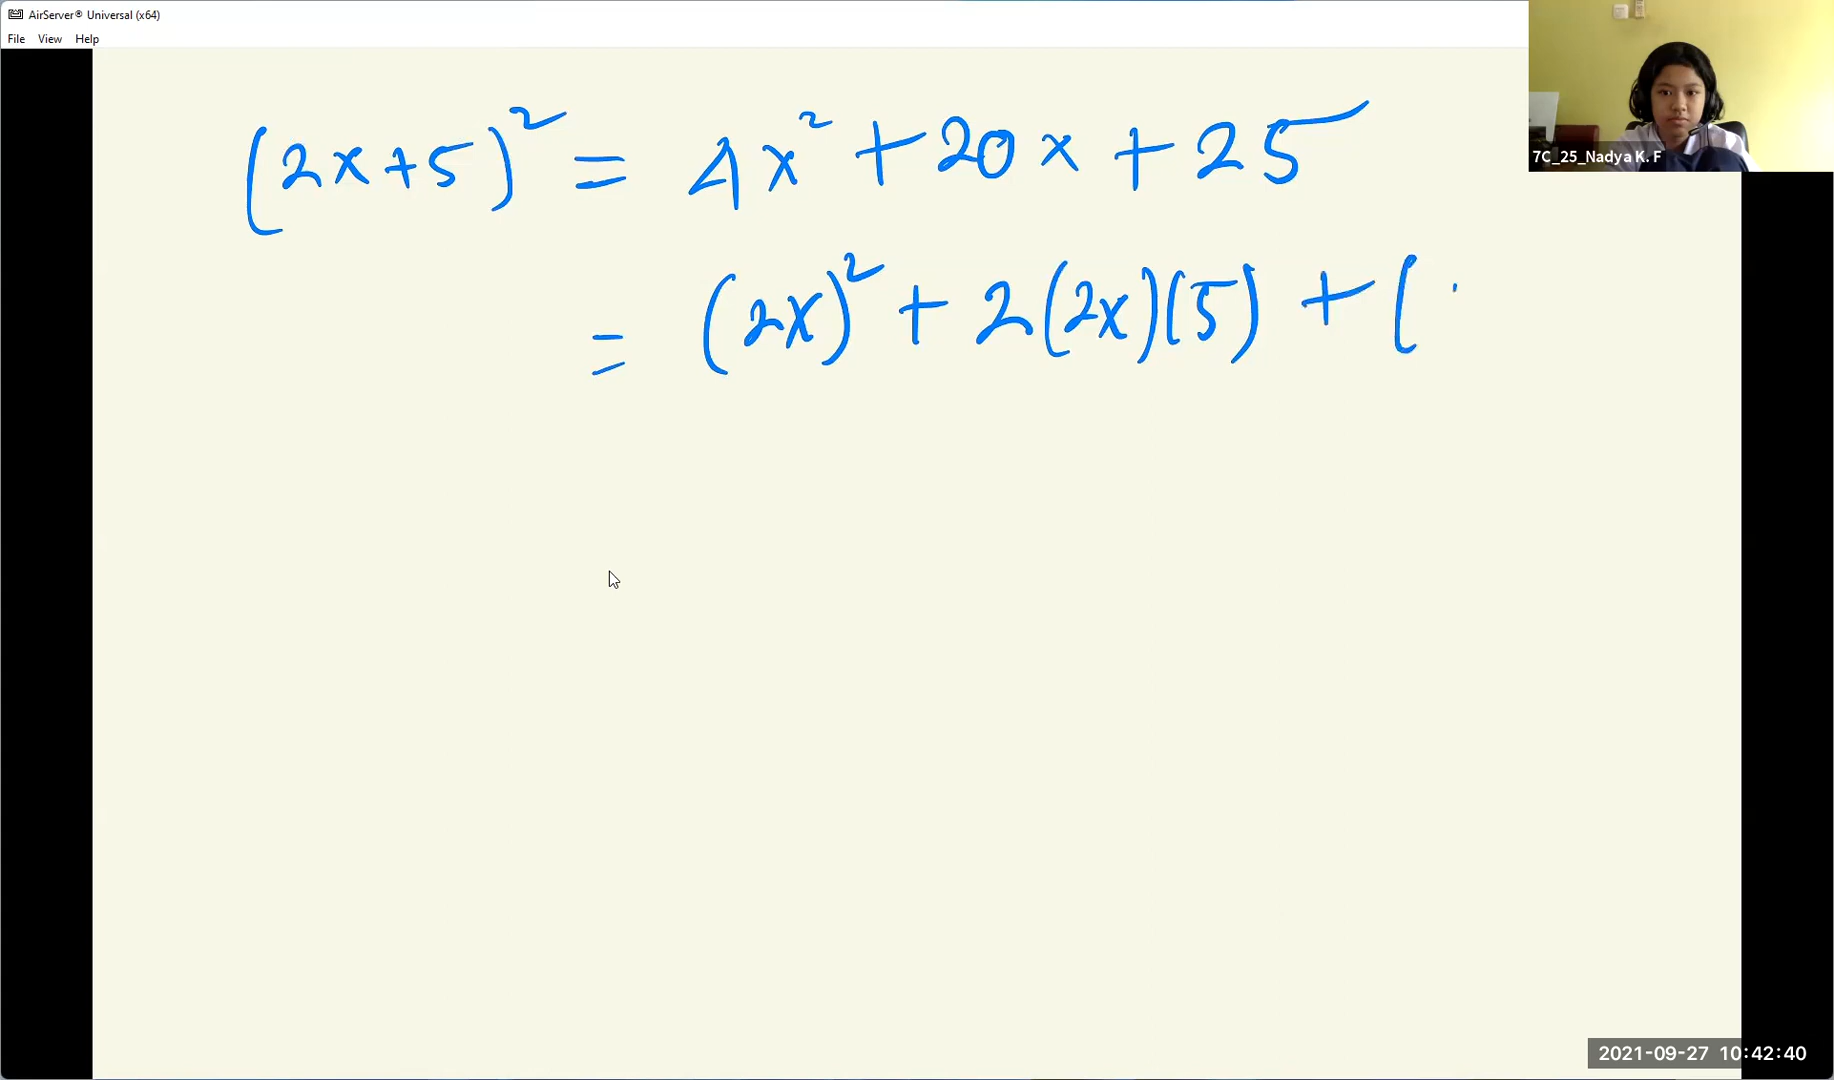 AirServer® Universal (x64)
File View Help
(2x+5)² = 4x² + 20x + 25
= (2x)² + 2(2x)(5) + (
7C_25_Nadya K. F
2021-09-27 10:42:40